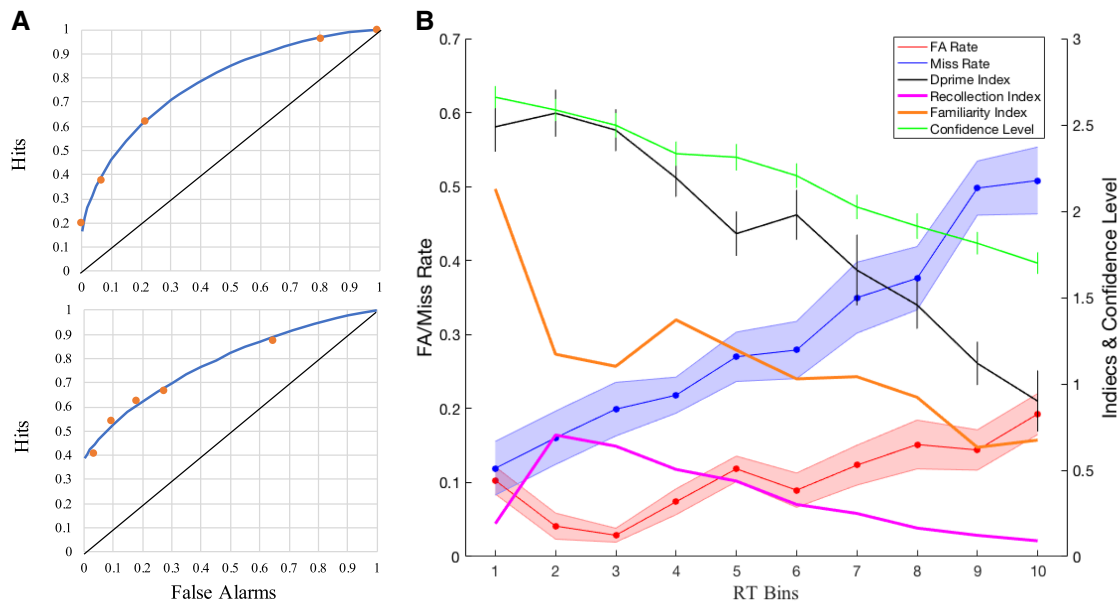 A
Hits
1
0.9
0.8
0.7
0.6
0.5
0.4
0.3
0.2
0.1
0
0 0.1 0.2 0.3 0.4 0.5 0.6 0.7 0.8 0.9 1
Hits
1
0.9
0.8
0.7
0.6
0.5
0.4
0.3
0.2
0.1
0
0 0.1 0.2 0.3 0.4 0.5 0.6 0.7 0.8 0.9 1
False Alarms
B
FA/Miss Rate
0.7
0.6
0.5
0.4
0.3
0.2
0.1
0
FA Rate
Miss Rate
Dprime Index
Recollection Index
Familiarity Index
Confidence Level
3
2.5
2
1.5
1
0.5
0
Indiecs & Confidence Level
1 2 3 4 5 6 7 8 9 10
RT Bins